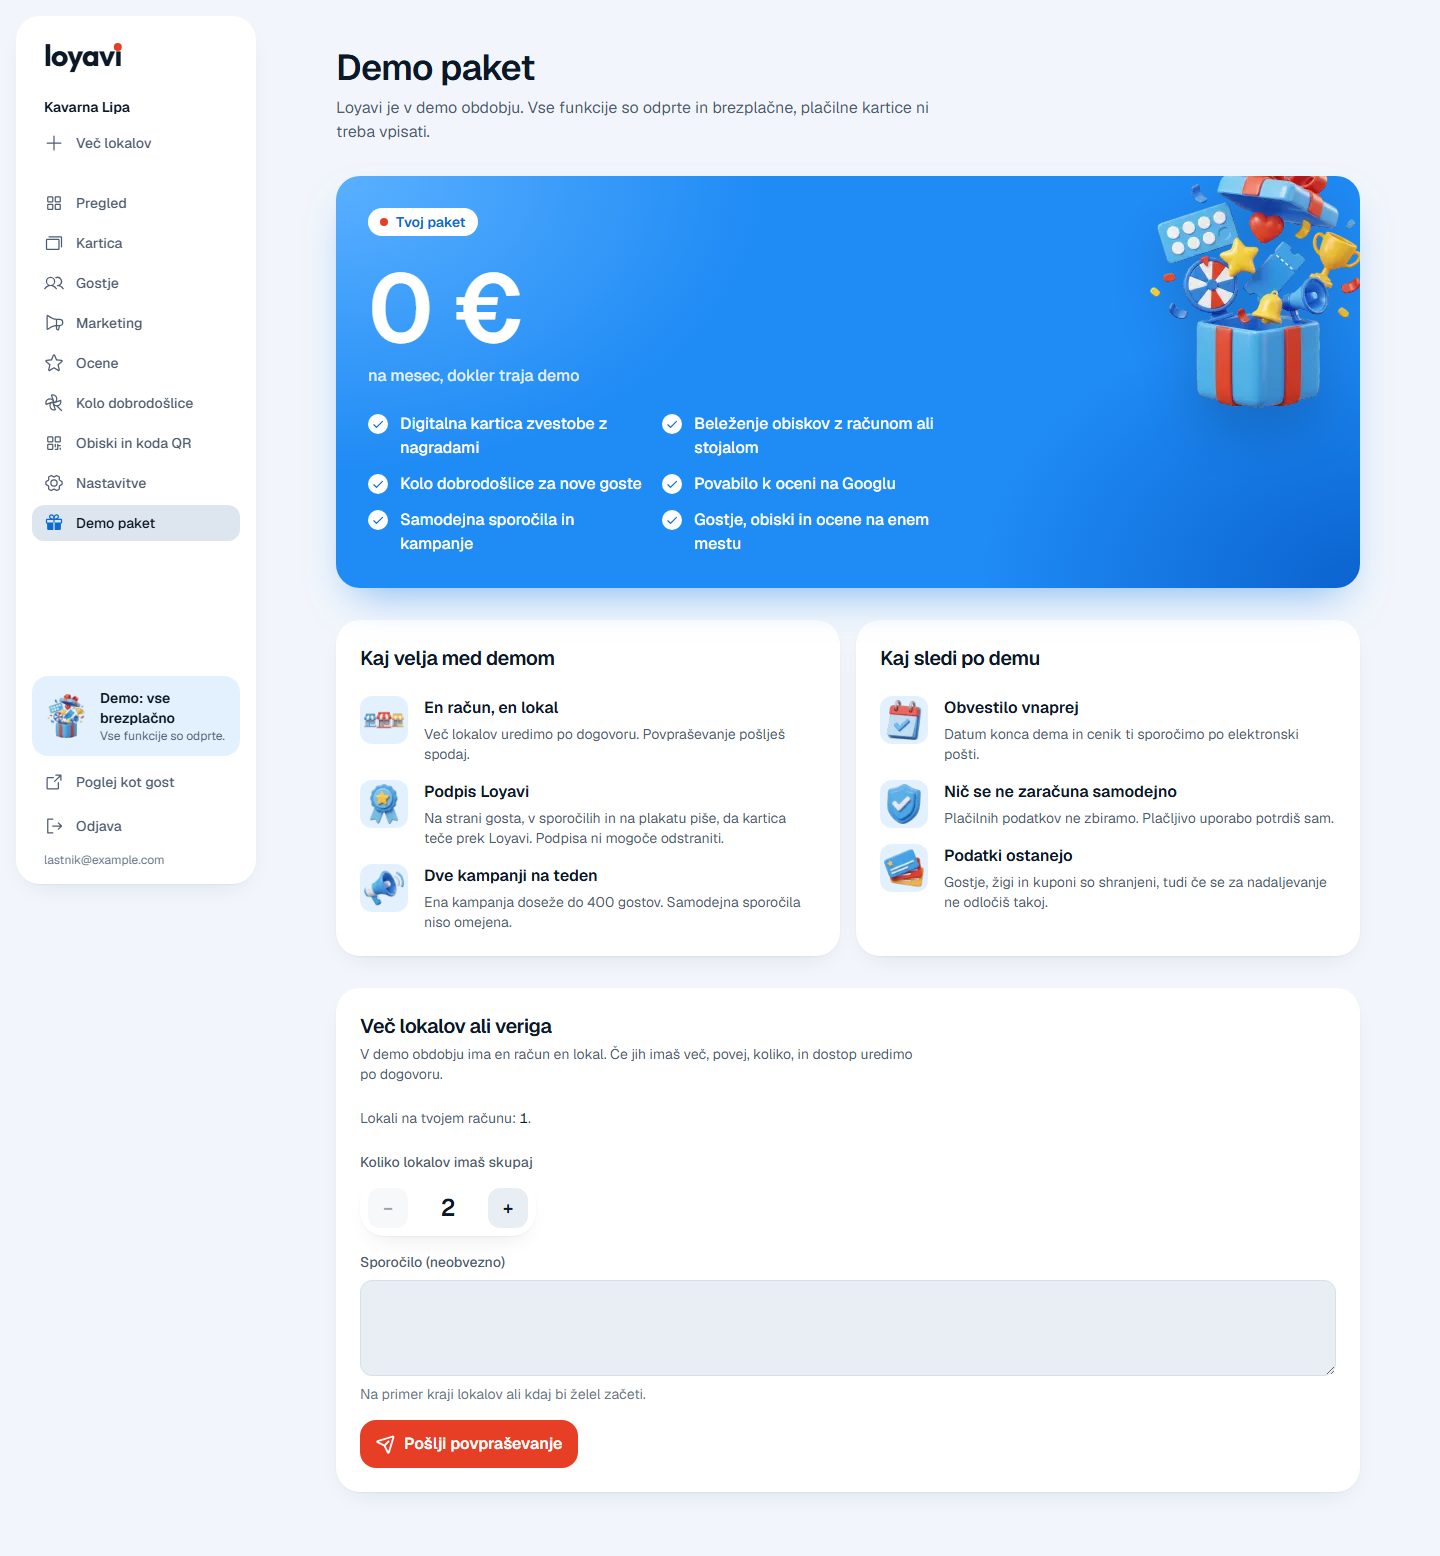 loyavi
Kavarna Lipa
Več lokalov
Pregled
Kartica
Gostje
Marketing
Ocene
Kolo dobrodošlice
Obiski in koda QR
Nastavitve
Demo paket
Demo: vse
brezplačno
Vse funkcije so odprte.
Poglej kot gost
Odjava
lastnik@example.com
Demo paket
Loyavi je v demo obdobju. Vse funkcije so odprte in brezplačne, plačilne kartice ni
treba vpisati.
Tvoj paket
0 €
na mesec, dokler traja demo
Digitalna kartica zvestobe z
nagradami
Beleženje obiskov z računom ali
stojalom
Kolo dobrodošlice za nove goste
Povabilo k oceni na Googlu
Samodejna sporočila in
kampanje
Gostje, obiski in ocene na enem
mestu
Kaj velja med demom
En račun, en lokal
Več lokalov uredimo po dogovoru. Povpraševanje pošlješ
spodaj.
Podpis Loyavi
Na strani gosta, v sporočilih in na plakatu piše, da kartica
teče prek Loyavi. Podpisa ni mogoče odstraniti.
Dve kampanji na teden
Ena kampanja doseže do 400 gostov. Samodejna sporočila
niso omejena.
Kaj sledi po demu
Obvestilo vnaprej
Datum konca dema in cenik ti sporočimo po elektronski
pošti.
Nič se ne zaračuna samodejno
Plačilnih podatkov ne zbiramo. Plačljivo uporabo potrdiš sam.
Podatki ostanejo
Gostje, žigi in kuponi so shranjeni, tudi če se za nadaljevanje
ne odločiš takoj.
Več lokalov ali veriga
V demo obdobju ima en račun en lokal. Če jih imaš več, povej, koliko, in dostop uredimo
po dogovoru.
Lokali na tvojem računu: 1.
Koliko lokalov imaš skupaj
− 2 +
Sporočilo (neobvezno)
Na primer kraji lokalov ali kdaj bi želel začeti.
Pošlji povpraševanje